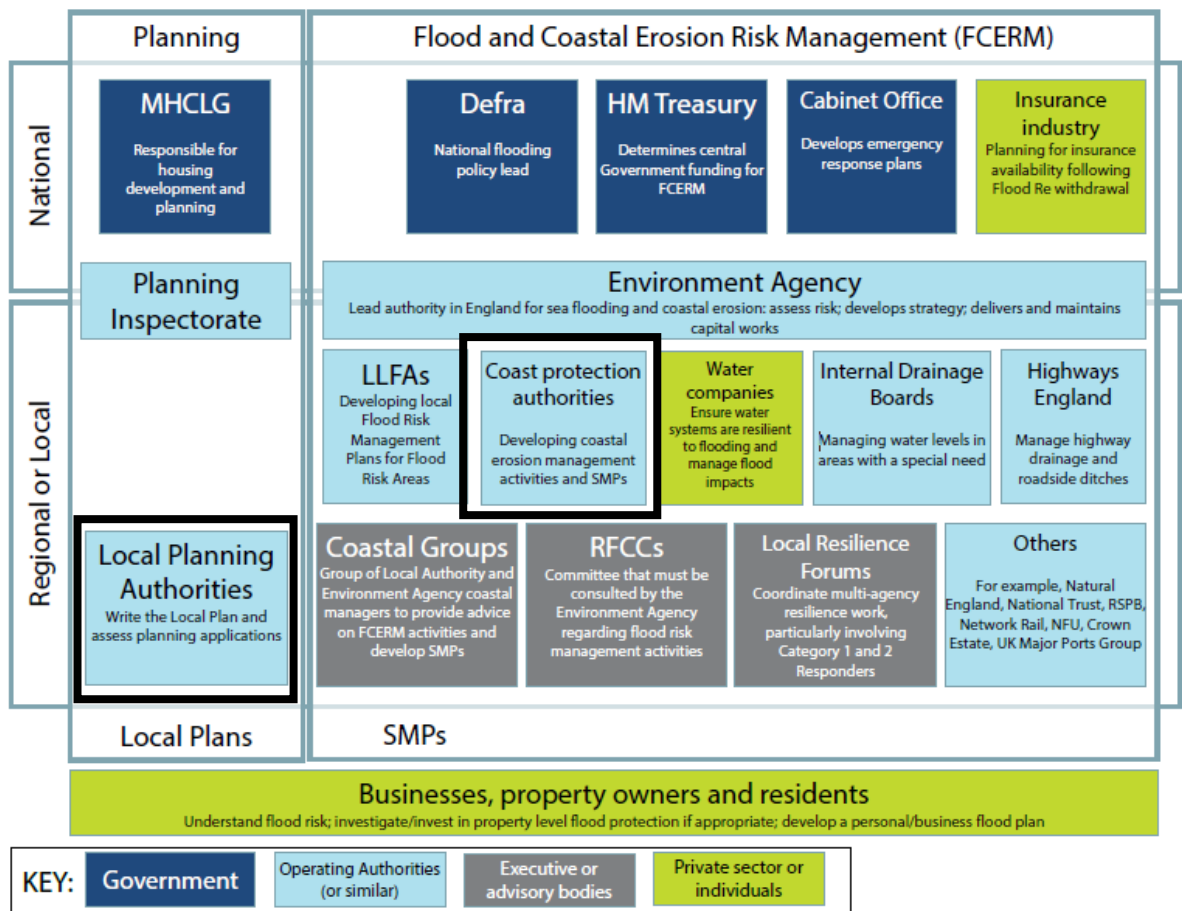 Planning
Flood and Coastal Erosion Risk Management (FCERM)
National
MHCLG
Responsible for
housing
development and
planning
Defra
National flooding
policy lead
HM Treasury
Determines central
Government funding for
FCERM
Cabinet Office
Develops emergency
response plans
Insurance
industry
Planning for insurance
availability following
Flood Re withdrawal
Planning
Inspectorate
Environment Agency
Lead authority in England for sea flooding and coastal erosion: assess risk; develops strategy; delivers and maintains
capital works
Regional or Local
LLFAs
Developing local
Flood Risk
Management
Plans for Flood
Risk Areas
Coast protection
authorities
Developing coastal
erosion management
activities and SMPs
Water
companies
Ensure water
systems are resilient
to flooding and
manage flood
impacts
Internal Drainage
Boards
Managing water levels in
areas with a special need
Highways
England
Manage highway
drainage and
roadside ditches
Local Planning
Authorities
Write the Local Plan and
assess planning applications
Coastal Groups
Group of Local Authority and
Environment Agency coastal
managers to provide advice
on FCERM activities and
develop SMPs
RFCCs
Committee that must be
consulted by the
Environment Agency
regarding flood risk
management activities
Local Resilience
Forums
Coordinate multi-agency
resilience work,
particularly involving
Category 1 and 2
Responders
Others
For example, Natural
England, National Trust, RSPB,
Network Rail, NFU, Crown
Estate, UK Major Ports Group
Local Plans
SMPs
Businesses, property owners and residents
Understand flood risk; investigate/invest in property level flood protection if appropriate; develop a personal/business flood plan
KEY:
Government
Operating Authorities
(or similar)
Executive or
advisory bodies
Private sector or
individuals